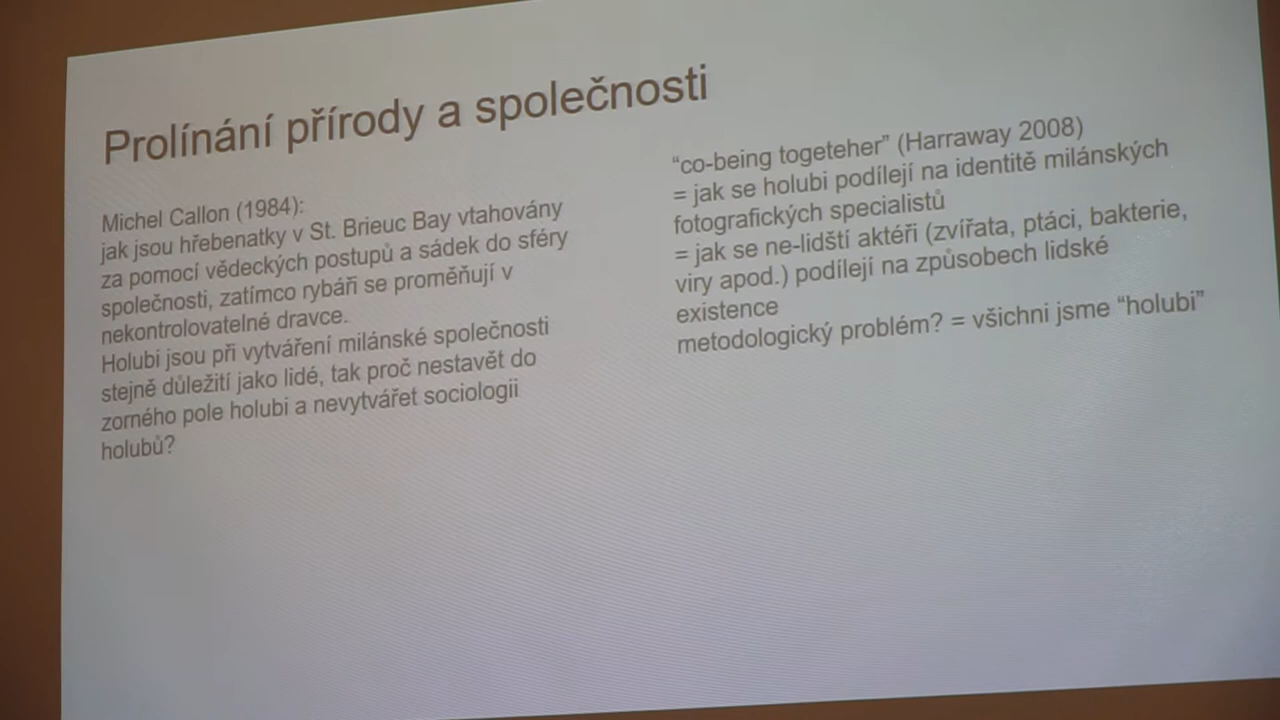 Prolínání přírody a společnosti
Michel Callon (1984):
jak jsou hřebenatky v St. Brieuc Bay vtahovány
za pomocí vědeckých postupů a sádek do sféry
společnosti, zatímco rybáři se proměňují v
nekontrolovatelné dravce.
Holubi jsou při vytváření milánské společnosti
stejně důležití jako lidé, tak proč nestavět do
zorného pole holubi a nevytvářet sociologii
holubů?
“co-being togeteher” (Harraway 2008)
= jak se holubi podílejí na identitě milánských
fotografických specialistů
= jak se ne-lidští aktéři (zvířata, ptáci, bakterie,
viry apod.) podílejí na způsobech lidské
existence
metodologický problém? = všichni jsme “holubi”